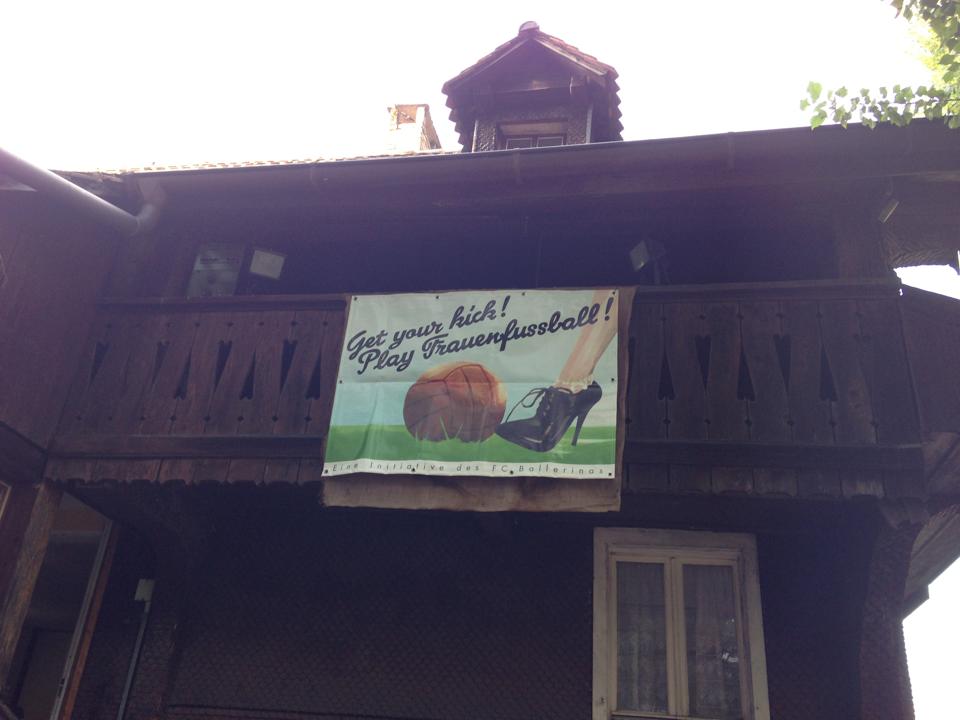 Get your kick!
Play Frauenfussball!
Eine Initiative des FC Ballerinas